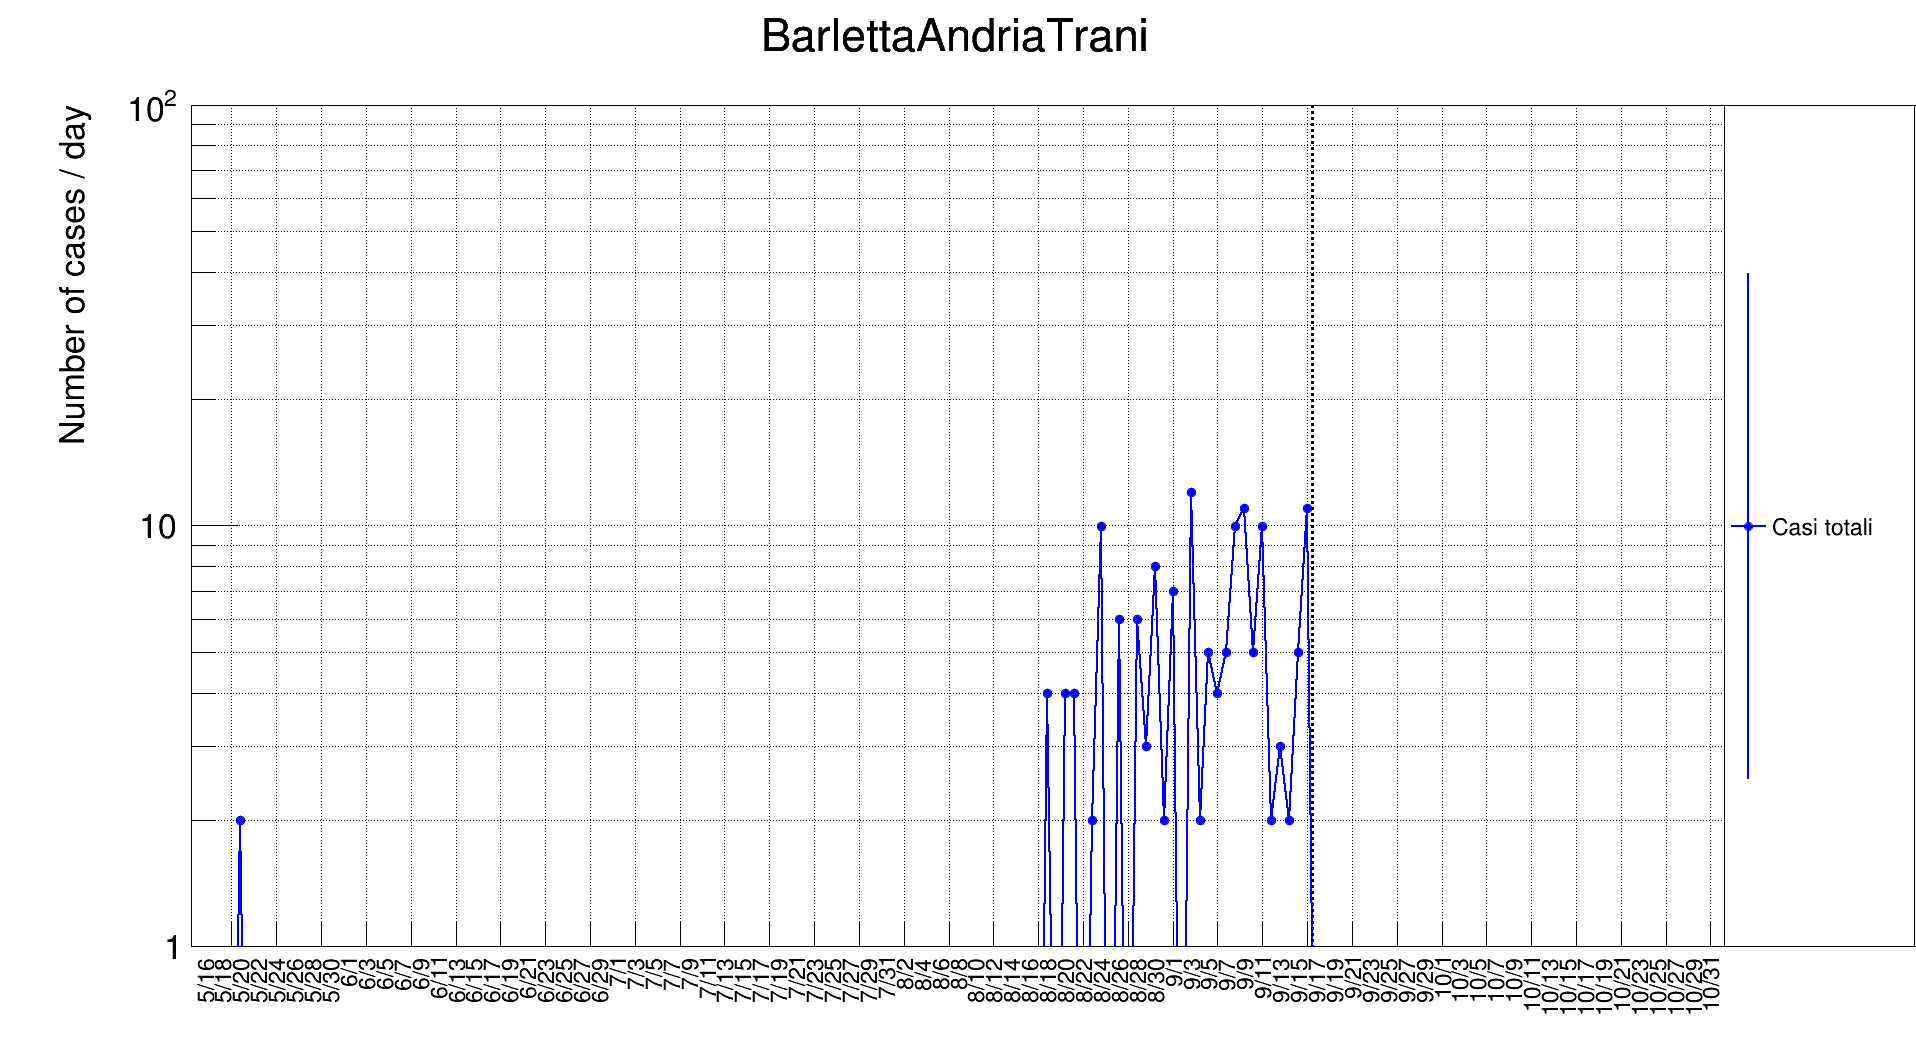 BarlettaAndriaTrani
Number of cases / day
10²
10
1
Casi totali
5/16 5/18 5/20 5/22 5/24 5/26 5/28 5/30 6/1 6/3 6/5 6/7 6/9 6/11 6/13 6/15 6/17 6/19 6/21 6/23 6/25 6/27 6/29 7/1 7/3 7/5 7/7 7/9 7/11 7/13 7/15 7/17 7/19 7/21 7/23 7/25 7/27 7/29 7/31 8/2 8/4 8/6 8/8 8/10 8/12 8/14 8/16 8/18 8/20 8/22 8/24 8/26 8/28 8/30 9/1 9/3 9/5 9/7 9/9 9/11 9/13 9/15 9/17 9/19 9/21 9/23 9/25 9/27 9/29 10/1 10/3 10/5 10/7 10/9 10/11 10/13 10/15 10/17 10/19 10/21 10/23 10/25 10/27 10/29 10/31